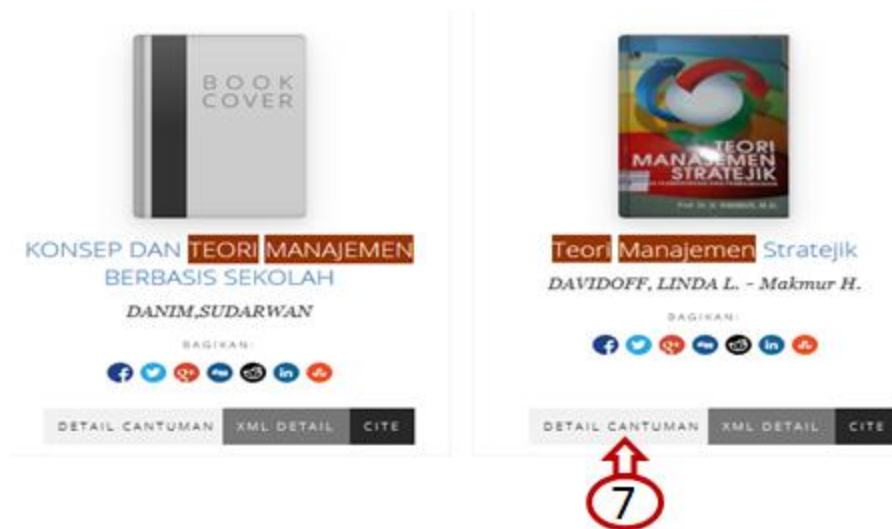 BOOK
COVER
KONSEP DAN TEORI MANAJEMEN
BERBASIS SEKOLAH
DANIM,SUDARWAN
BAGIKAN:
DETAIL CANTUMAN XML DETAIL CITE
TEORI
MANAJEMEN
STRATEJIK
Teori Manajemen Stratejik
DAVIDOFF, LINDA L. - Makmur H.
BAGIKAN:
DETAIL CANTUMAN XML DETAIL CITE
7